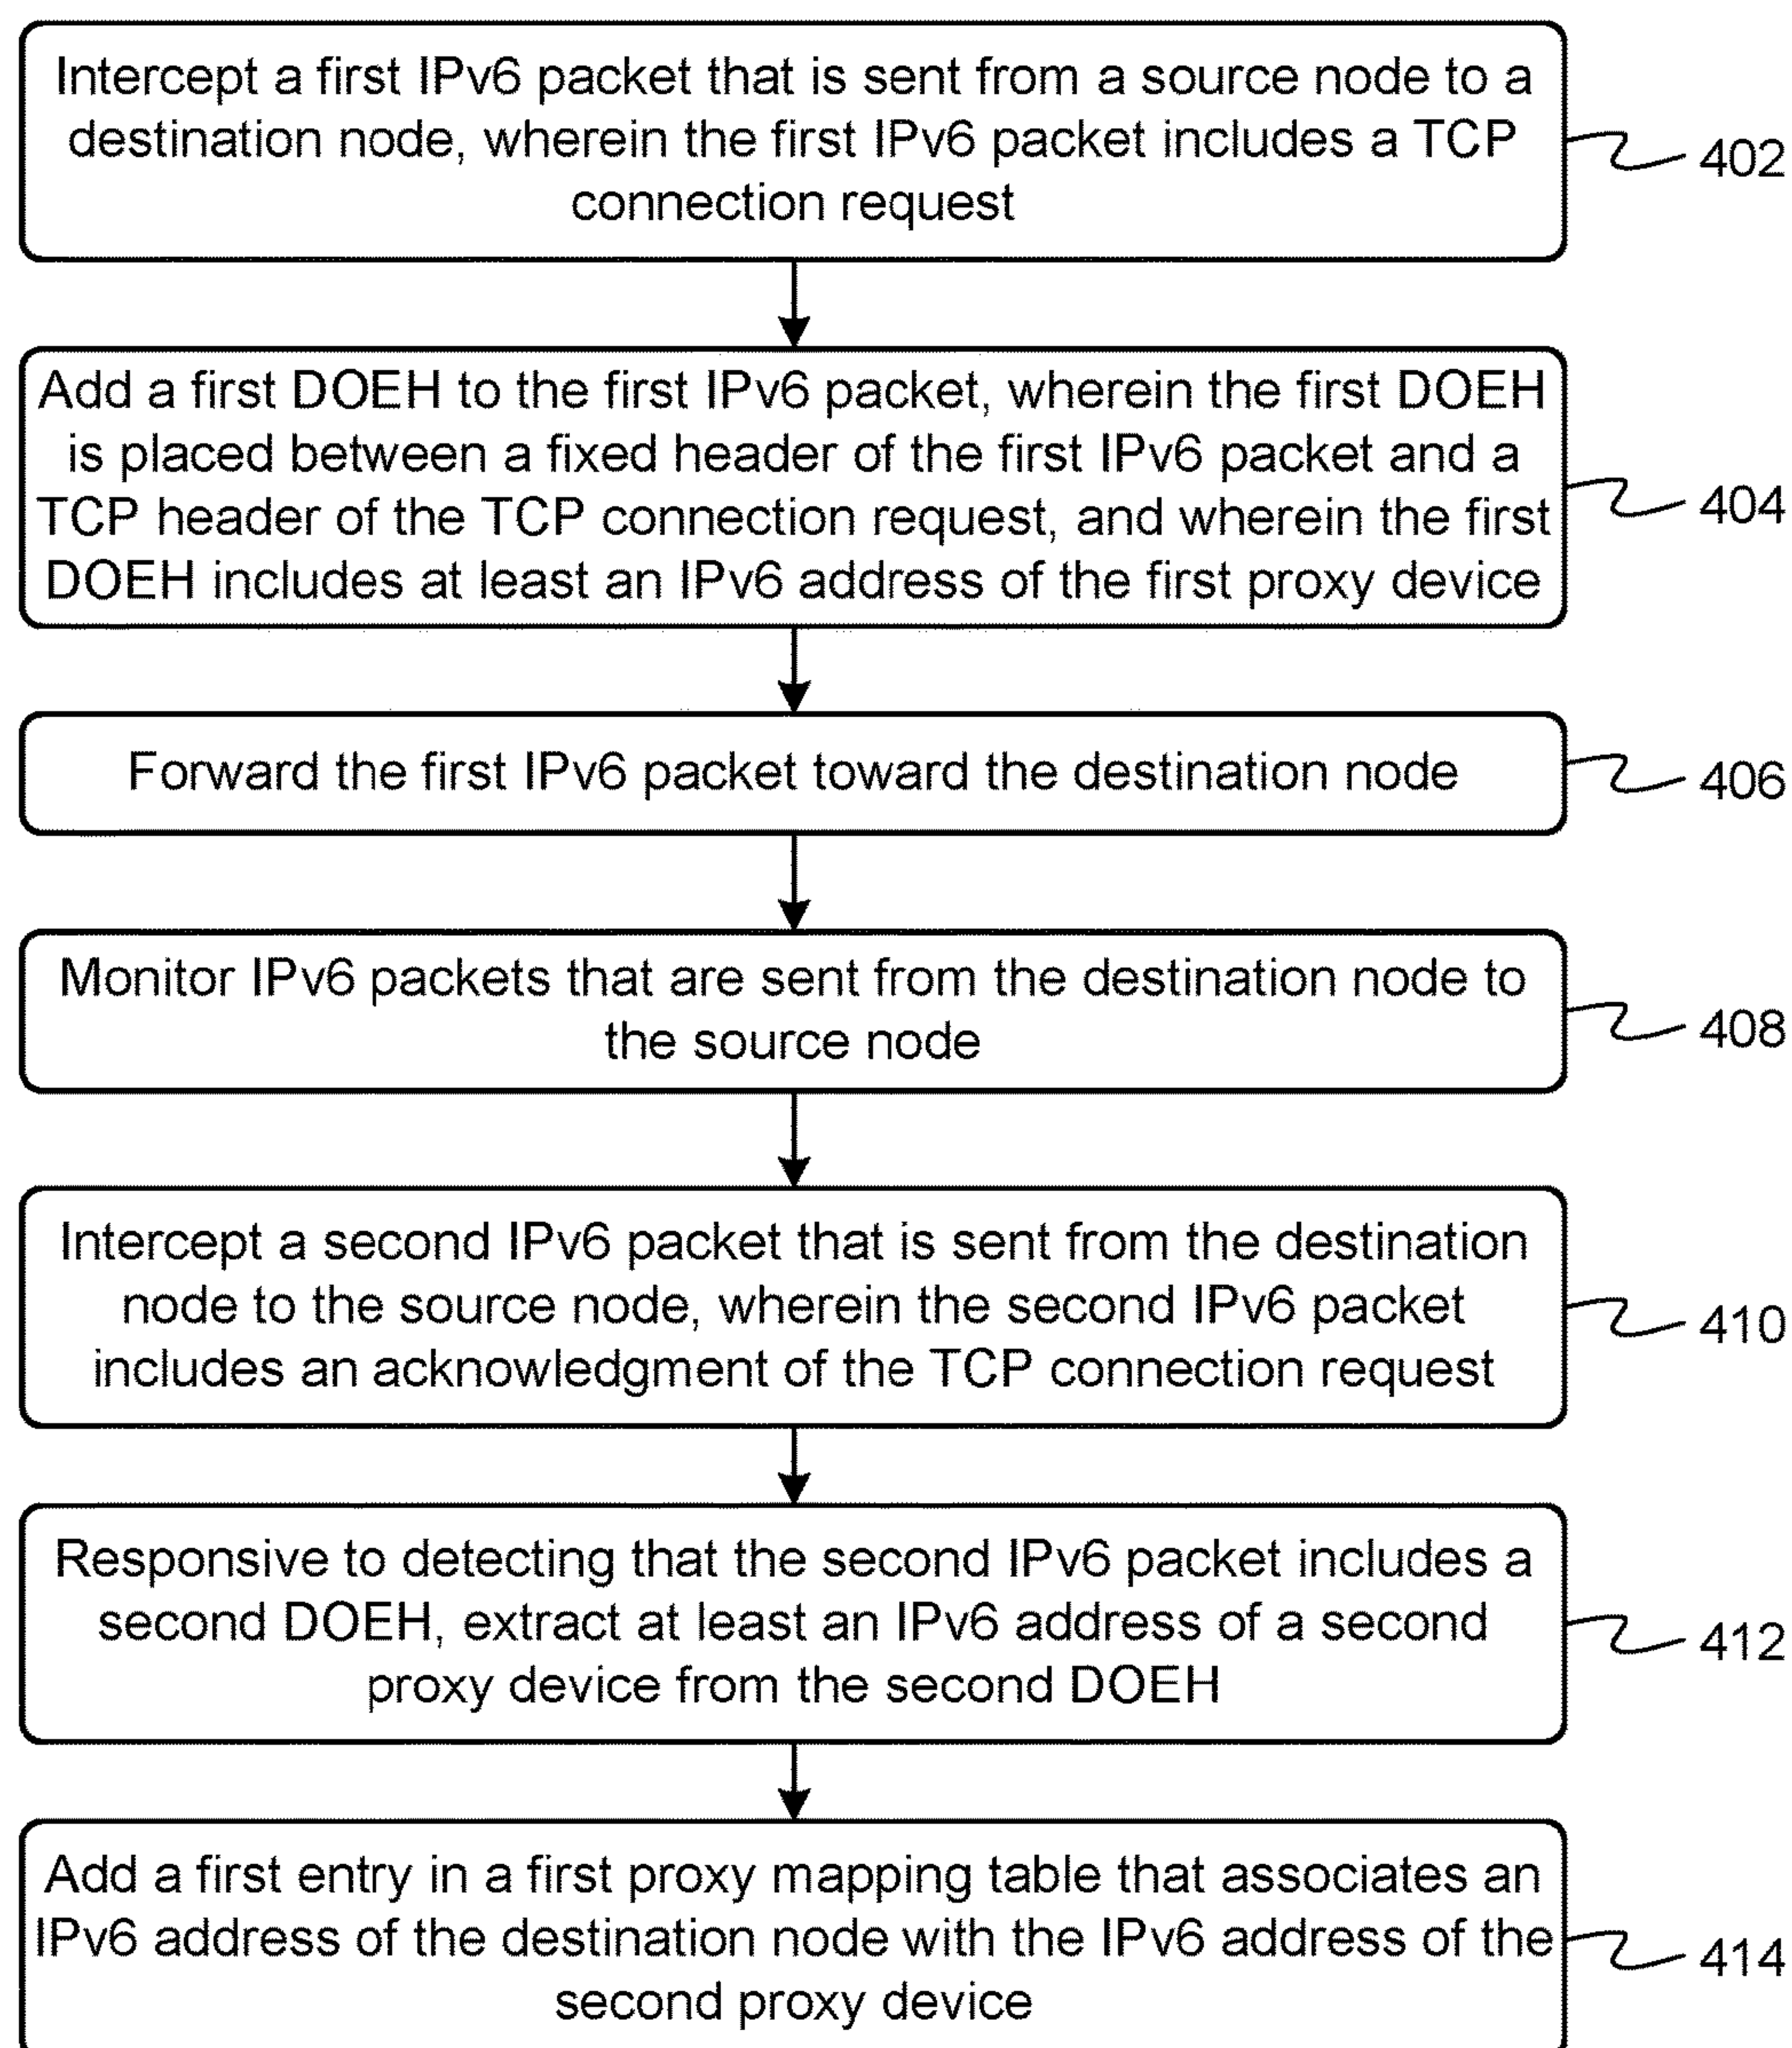 Intercept a first IPv6 packet that is sent from a source node to a
destination node, wherein the first IPv6 packet includes a TCP
connection request
402
Add a first DOEH to the first IPv6 packet, wherein the first DOEH
is placed between a fixed header of the first IPv6 packet and a
TCP header of the TCP connection request, and wherein the first
DOEH includes at least an IPv6 address of the first proxy device
404
Forward the first IPv6 packet toward the destination node
406
Monitor IPv6 packets that are sent from the destination node to
the source node
408
Intercept a second IPv6 packet that is sent from the destination
node to the source node, wherein the second IPv6 packet
includes an acknowledgment of the TCP connection request
410
Responsive to detecting that the second IPv6 packet includes a
second DOEH, extract at least an IPv6 address of a second
proxy device from the second DOEH
412
Add a first entry in a first proxy mapping table that associates an
IPv6 address of the destination node with the IPv6 address of the
second proxy device
414